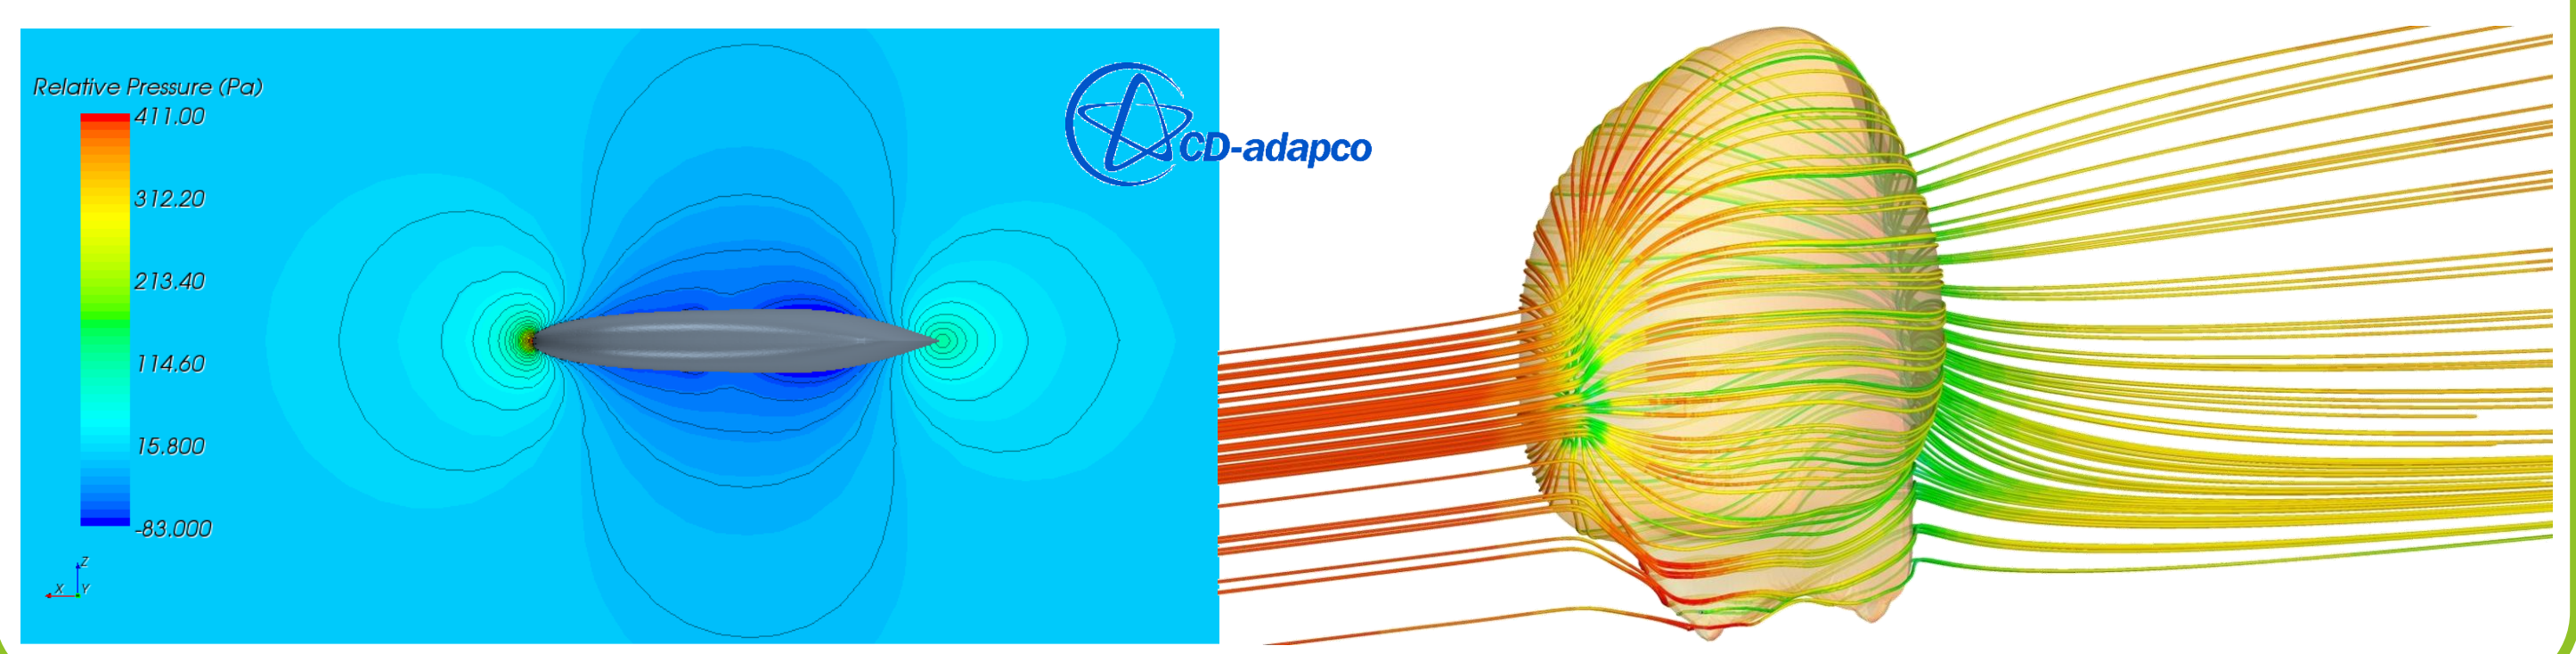 Relative Pressure (Pa)
411.00
312.20
213.40
114.60
15.800
-83.000
Z
X Y
CD-adapco